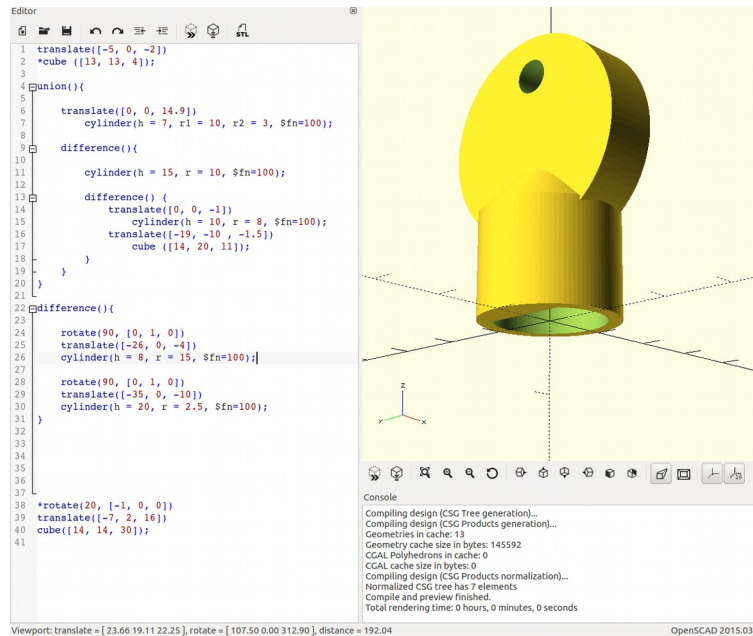 Editor
STL
1 translate([-5, 0, -2])
2 *cube ([13, 13, 4]);
3
4 union(){
5
6 translate([0, 0, 14.9])
7 cylinder(h = 7, r1 = 10, r2 = 3, $fn=100);
8
9 difference(){
10
11 cylinder(h = 15, r = 10, $fn=100);
12
13 difference() {
14 translate([0, 0, -1])
15 cylinder(h = 10, r = 8, $fn=100);
16 translate([-19, -10 , -1.5])
17 cube ([14, 20, 11]);
18 }
19 }
20 }
21
22 difference(){
23
24 rotate(90, [0, 1, 0])
25 translate([-26, 0, -4])
26 cylinder(h = 8, r = 15, $fn=100);
27
28 rotate(90, [0, 1, 0])
29 translate([-35, 0, -10])
30 cylinder(h = 20, r = 2.5, $fn=100);
31 }
32
33
34
35
36
37
38 *rotate(20, [-1, 0, 0])
39 translate([-7, 2, 16])
40 cube([14, 14, 30]);
41
z
y x
10
Console
Compiling design (CSG Tree generation)...
Compiling design (CSG Products generation)...
Geometries in cache: 13
Geometry cache size in bytes: 145592
CGAL Polyhedrons in cache: 0
CGAL cache size in bytes: 0
Compiling design (CSG Products normalization)...
Normalized CSG tree has 7 elements
Compile and preview finished.
Total rendering time: 0 hours, 0 minutes, 0 seconds
Viewport: translate = [ 23.66 19.11 22.25 ], rotate = [ 107.50 0.00 312.90 ], distance = 192.04
OpenSCAD 2015.03